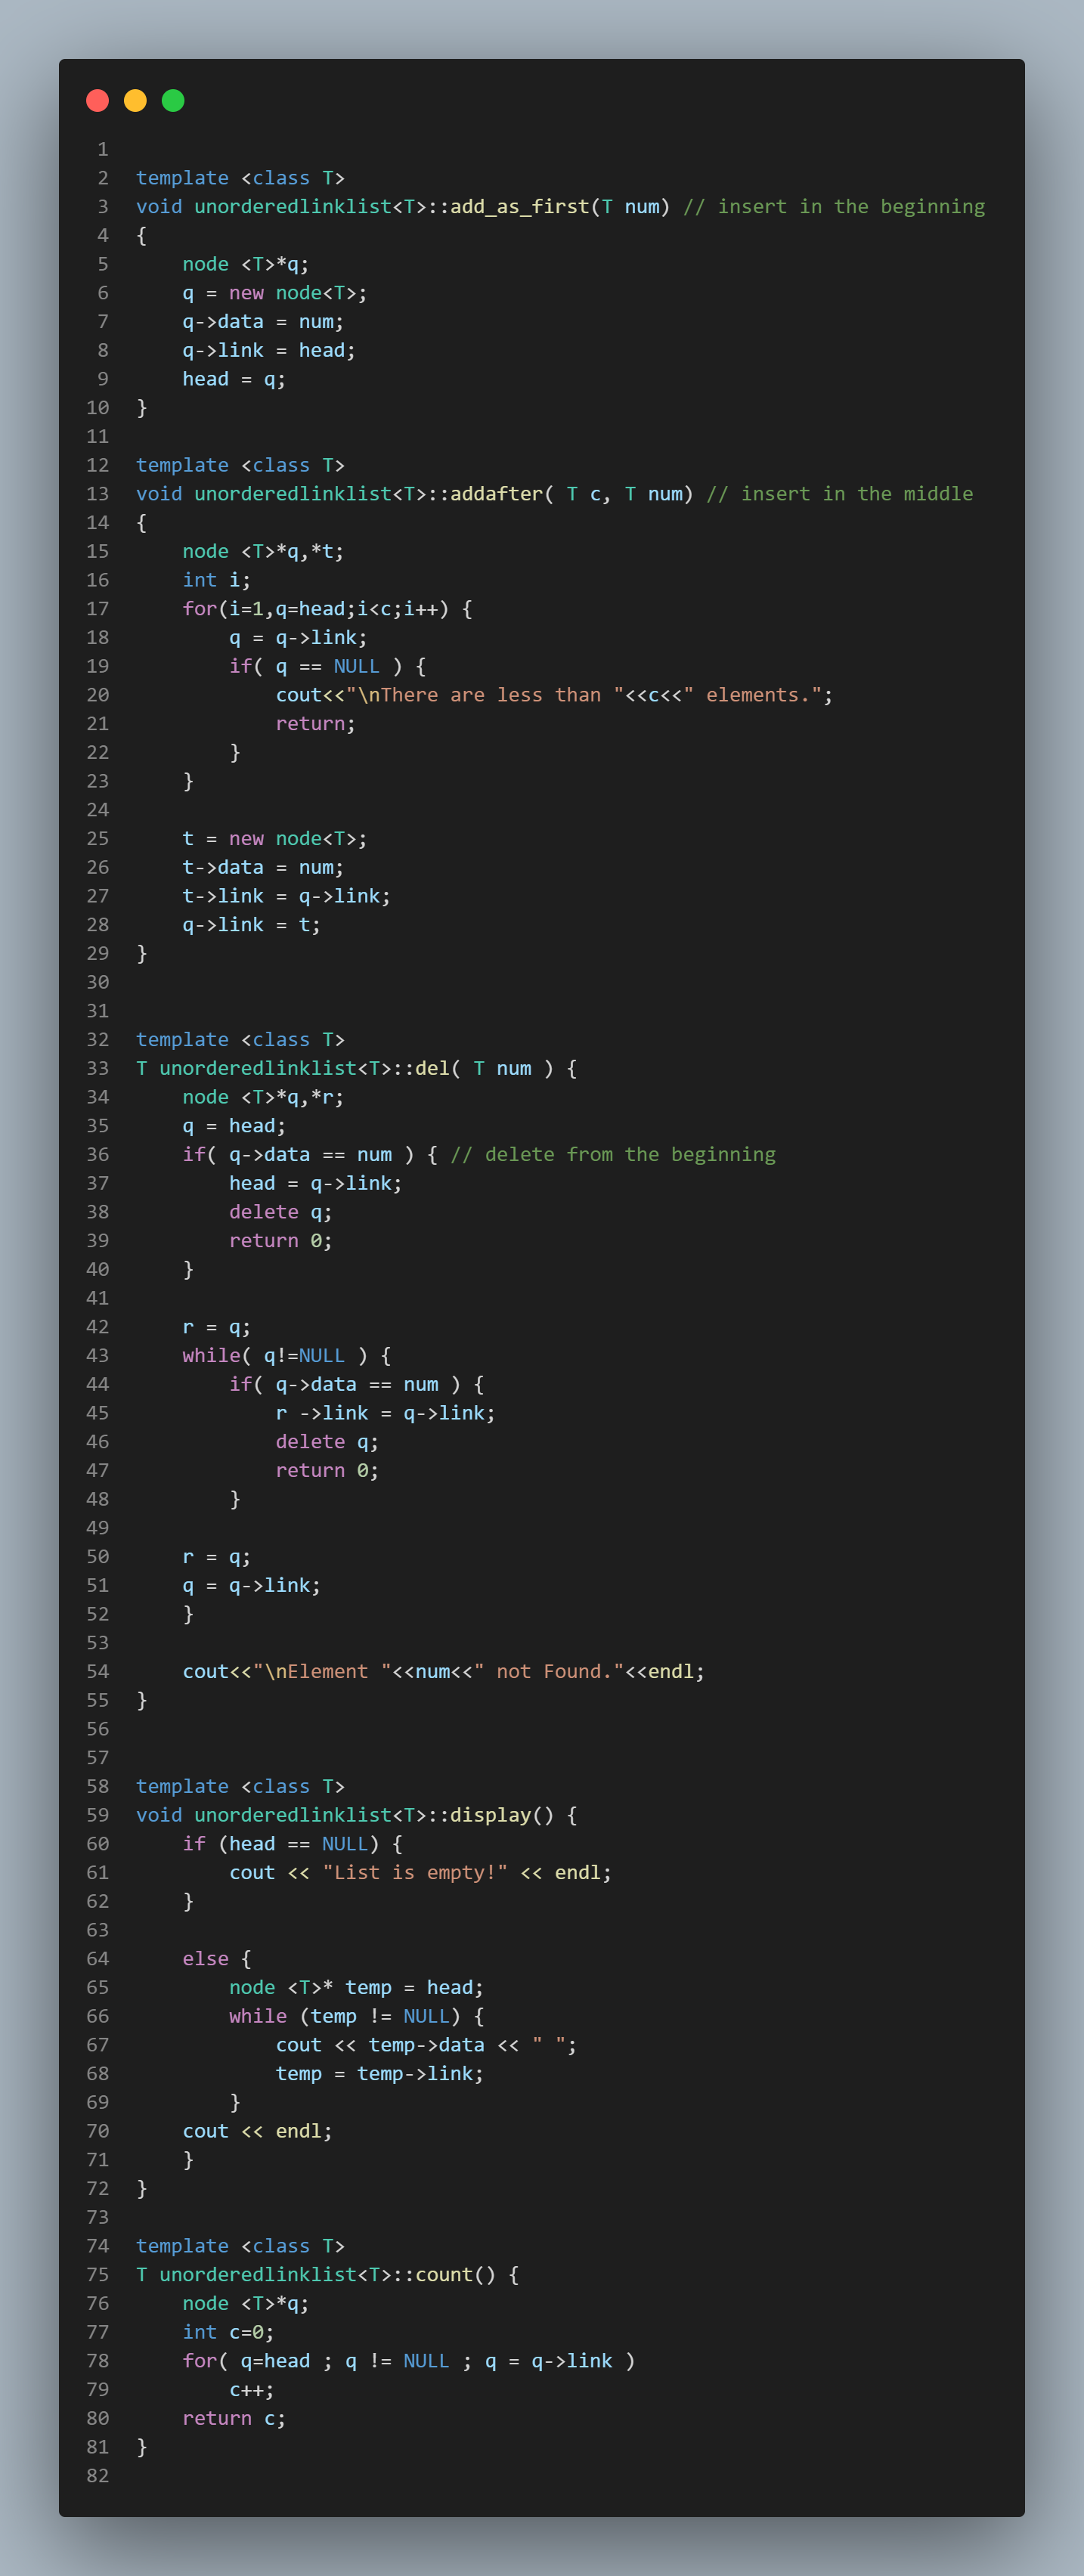 1
2 template <class T>
3 void unorderedlinklist<T>::add_as_first(T num) // insert in the beginning
4 {
5     node <T>*q;
6     q = new node<T>;
7     q->data = num;
8     q->link = head;
9     head = q;
10 }
11
12 template <class T>
13 void unorderedlinklist<T>::addafter( T c, T num) // insert in the middle
14 {
15     node <T>*q,*t;
16     int i;
17     for(i=1,q=head;i<c;i++) {
18         q = q->link;
19         if( q == NULL ) {
20             cout<<"\nThere are less than "<<c<<" elements.";
21             return;
22         }
23     }
24
25     t = new node<T>;
26     t->data = num;
27     t->link = q->link;
28     q->link = t;
29 }
30
31
32 template <class T>
33 T unorderedlinklist<T>::del( T num ) {
34     node <T>*q,*r;
35     q = head;
36     if( q->data == num ) { // delete from the beginning
37         head = q->link;
38         delete q;
39         return 0;
40     }
41
42     r = q;
43     while( q!=NULL ) {
44         if( q->data == num ) {
45             r ->link = q->link;
46             delete q;
47             return 0;
48         }
49
50     r = q;
51     q = q->link;
52     }
53
54     cout<<"\nElement "<<num<<" not Found."<<endl;
55 }
56
57
58 template <class T>
59 void unorderedlinklist<T>::display() {
60     if (head == NULL) {
61         cout << "List is empty!" << endl;
62     }
63
64     else {
65         node <T>* temp = head;
66         while (temp != NULL) {
67             cout << temp->data << " ";
68             temp = temp->link;
69         }
70     cout << endl;
71     }
72 }
73
74 template <class T>
75 T unorderedlinklist<T>::count() {
76     node <T>*q;
77     int c=0;
78     for( q=head ; q != NULL ; q = q->link )
79         c++;
80     return c;
81 }
82